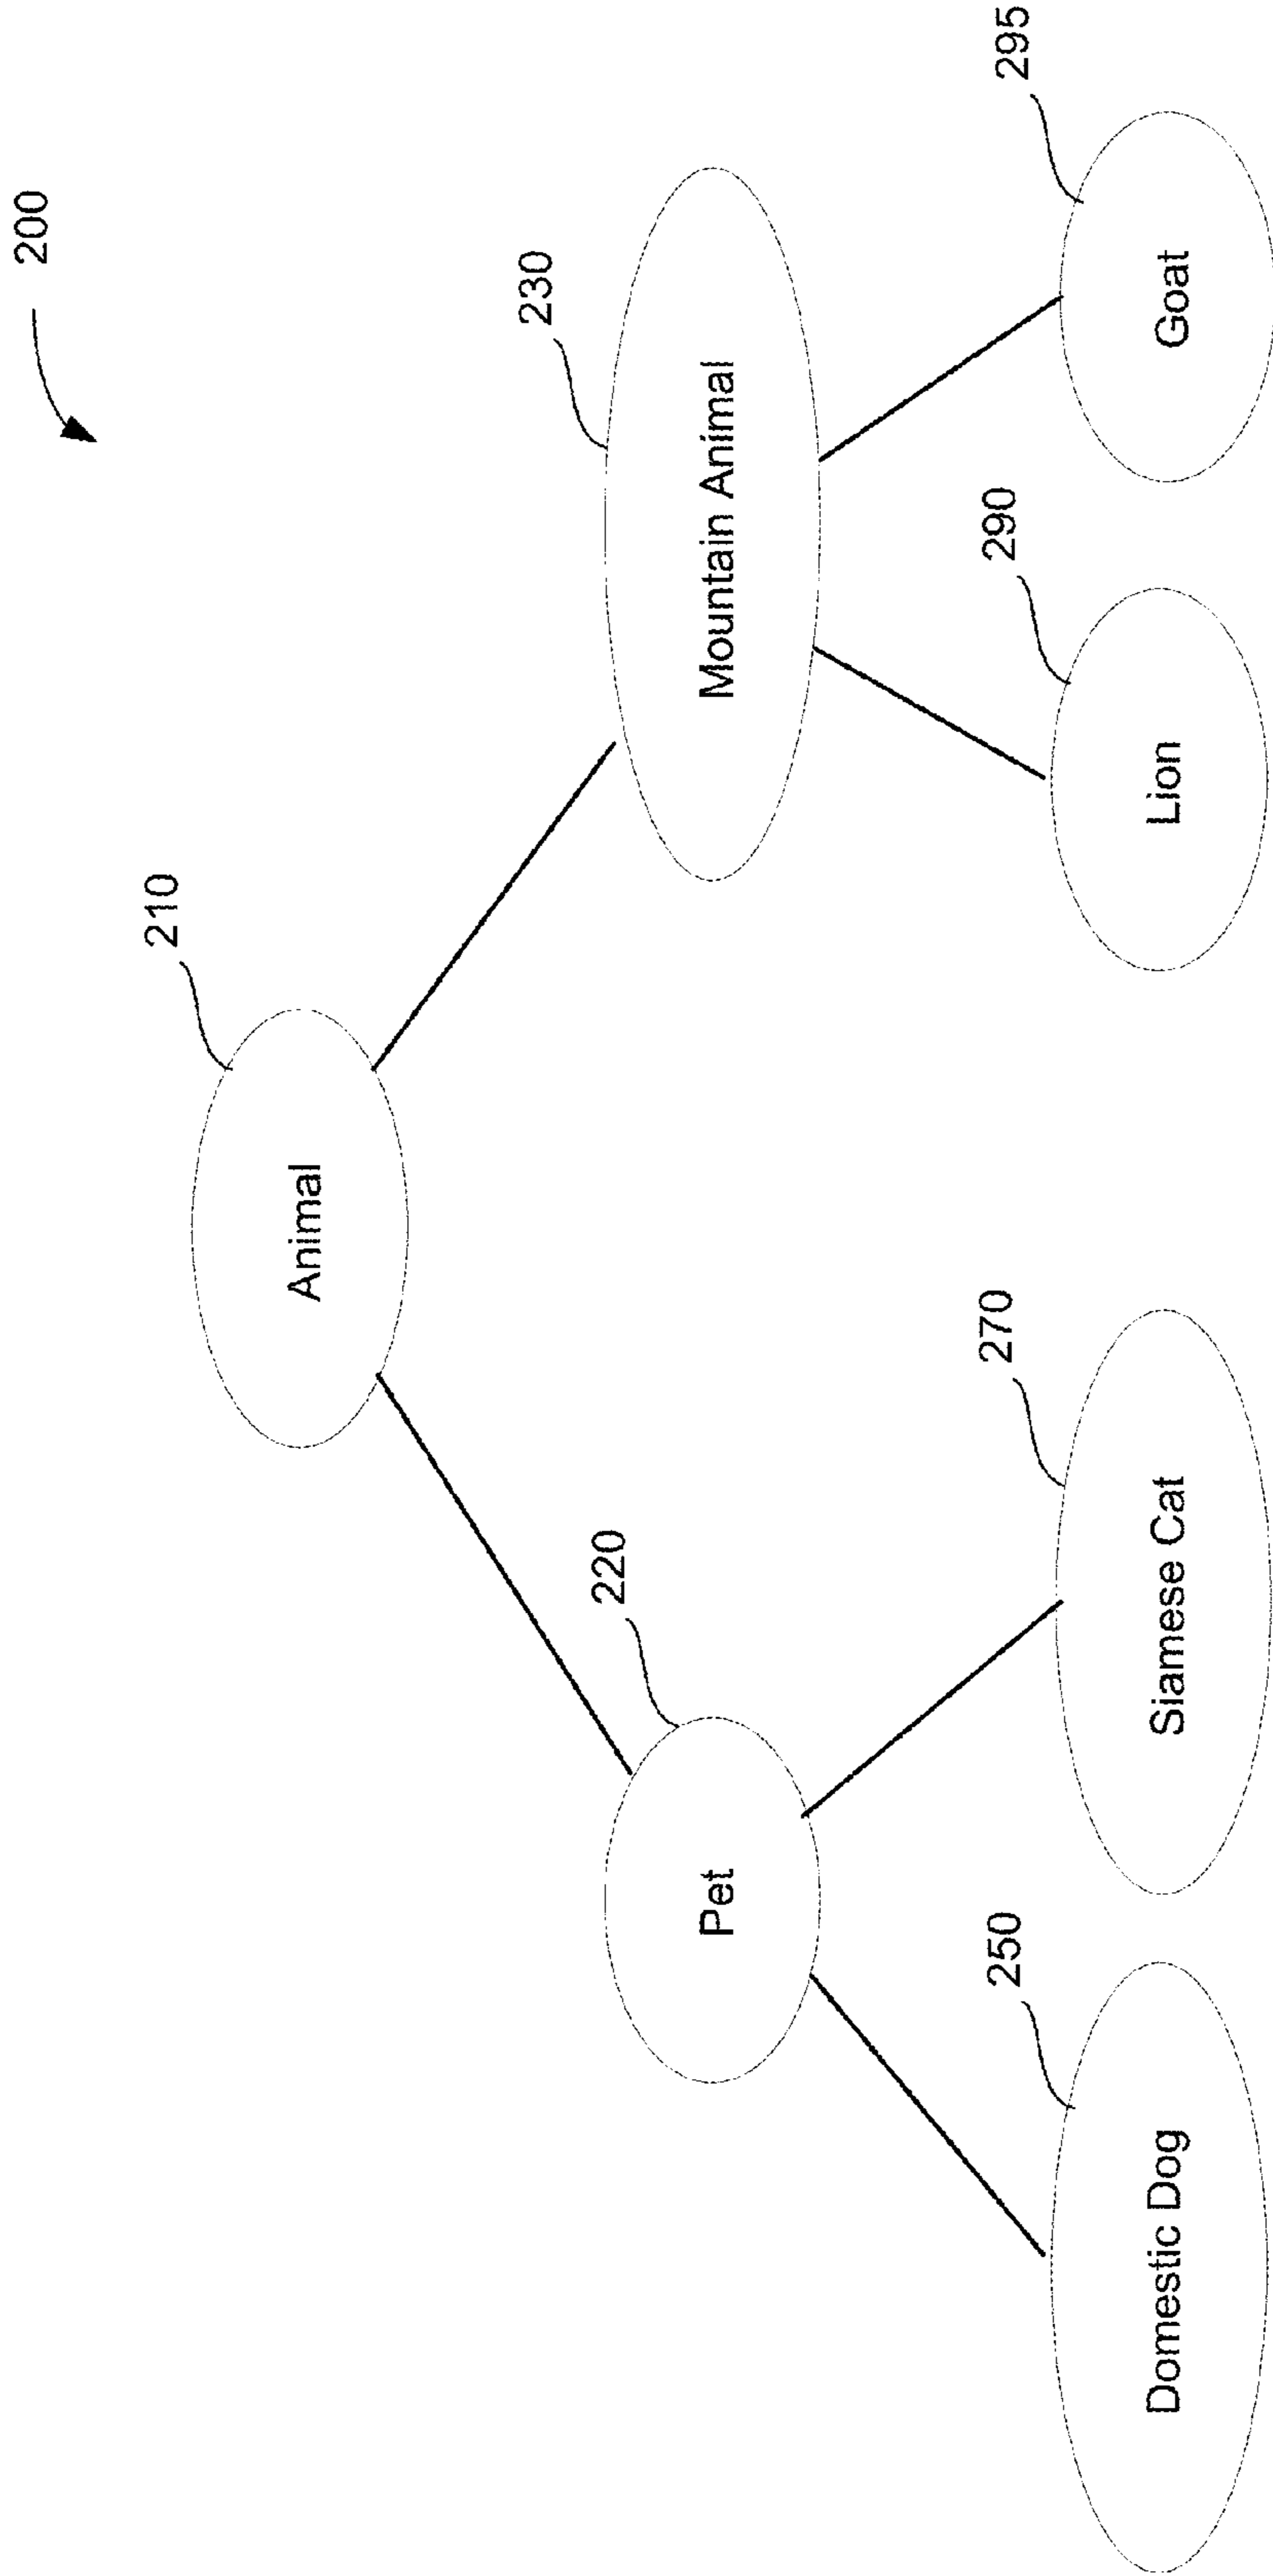 200
210
Animal
220
Pet
230
Mountain Animal
250
Domestic Dog
270
Siamese Cat
290
Lion
295
Goat